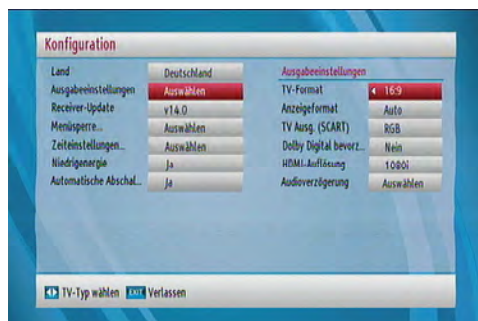 Konfiguration
Land Deutschland
Ausgabeeinstellungen Auswählen
Receiver-Update v14.0
Menüsperre... Auswählen
Zeiteinstellungen... Auswählen
Niedrigenergie Ja
Automatische Abschal... Ja
Ausgabeeinstellungen
TV-Format 16:9
Anzeigeformat Auto
TV Ausg. (SCART) RGB
Dolby Digital bevorz... Nein
HDMI-Auflösung 1080i
Audioverzögerung Auswählen
TV-Typ wählen EXIT Verlassen